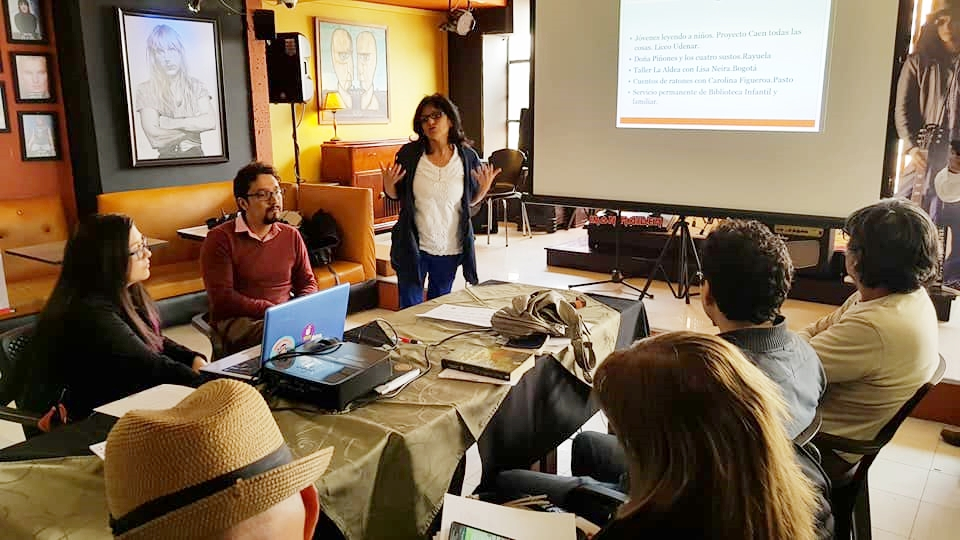 • Jóvenes leyendo a niños. Proyecto Caen todas las
cosas. Liceo Udenar.
• Doña Piñones y los cuatro sustos.Rayuela
• Taller La Aldea con Lisa Neira.Bogotá
• Cuentos de ratones con Carolina Figueroa.Pasto
• Servicio permanente de Biblioteca Infantil y
familiar.